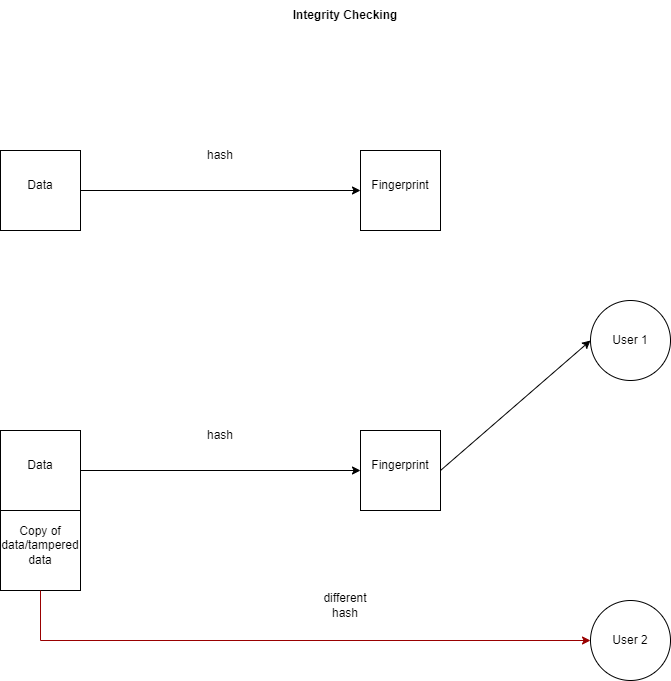 Integrity Checking
hash
Data
Fingerprint
User 1
hash
Data
Fingerprint
Copy of
data/tampered
data
different
hash
User 2